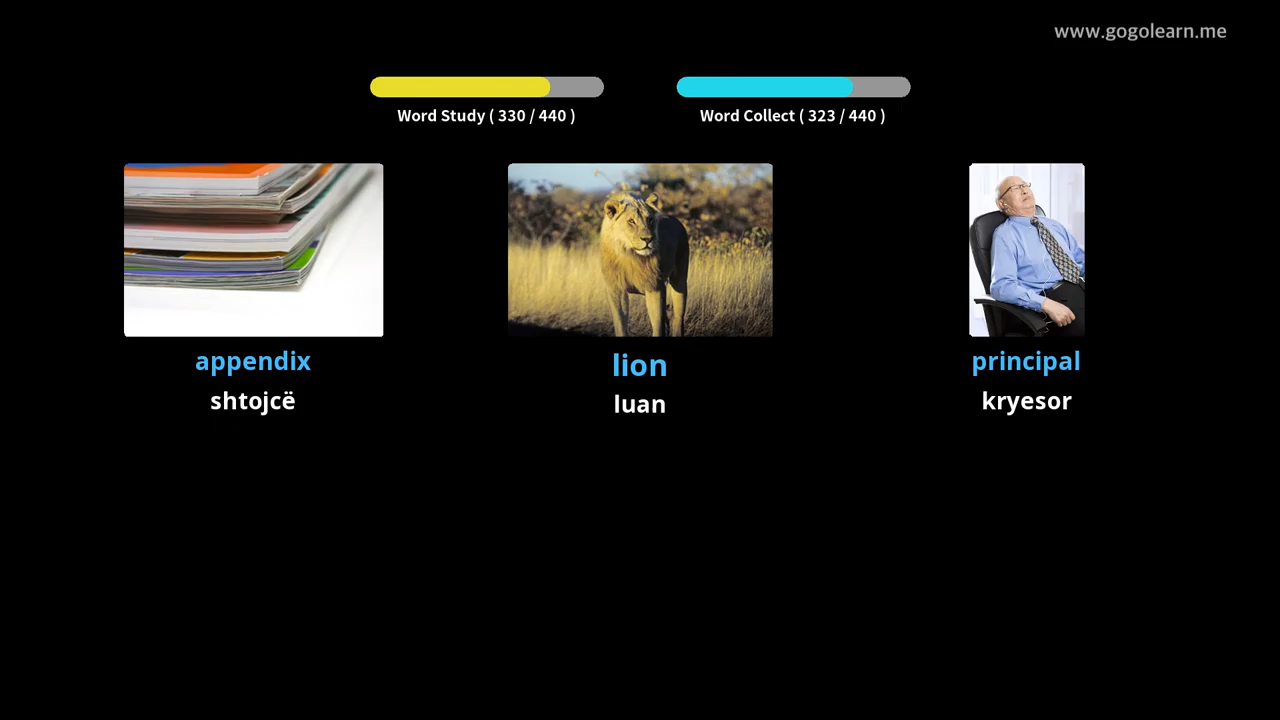 www.gogolearn.me
Word Study ( 330 / 440 )
Word Collect ( 323 / 440 )
appendix
shtojcë
lion
luan
principal
kryesor